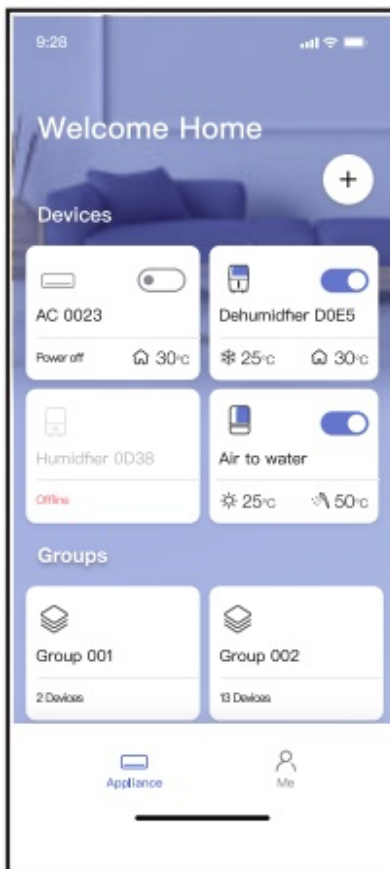 9:28
Welcome Home
+
Devices
AC 0023
Power off 30°C
Dehumidfier D0E5
25°C 30°C
Humidfier 0D38
Offline
Air to water
25°C 50°C
Groups
Group 001
2 Devices
Group 002
13 Devices
Appliance
Me